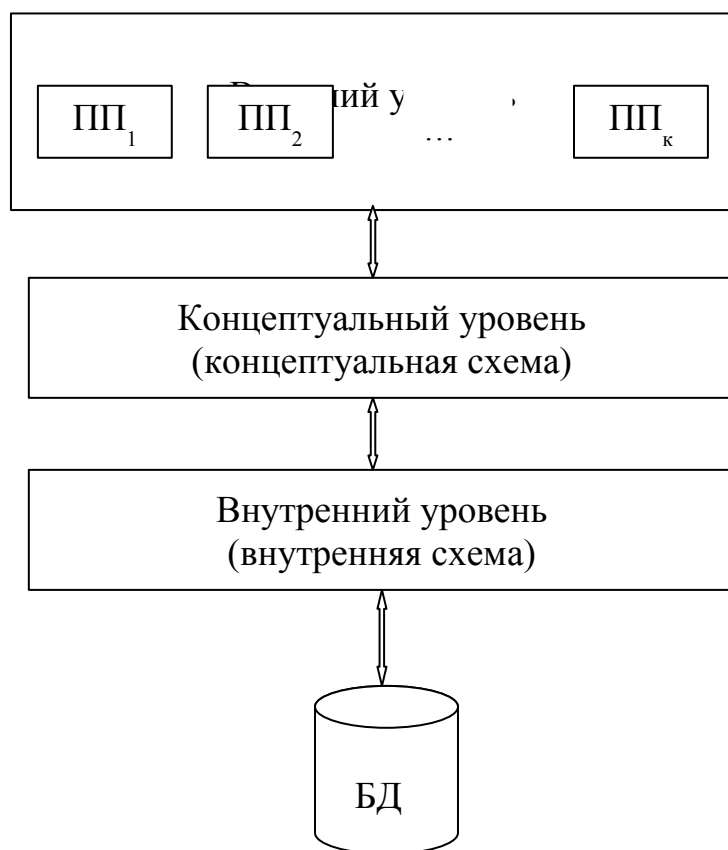 ПП1 ПП2 ... ППк
Концептуальный уровень
(концептуальная схема)
Внутренний уровень
(внутренняя схема)
БД